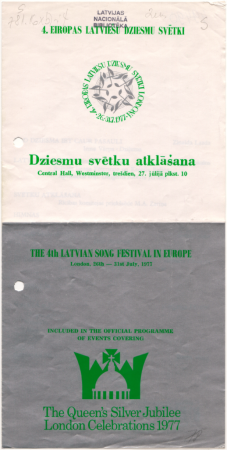 LATVIJAS
NACIONĀLĀ
BIBLIOTĒKA
4. EIROPAS LATVIEŠU DZIESMU SVĒTKI
Dziesmu svētku atklāšana
Central Hall, Westminster, trešdien, 27. jūlijā plkst. 10
THE 4th LATVIAN SONG FESTIVAL IN EUROPE
London, 26th — 31st July, 1977
INCLUDED IN THE OFFICIAL PROGRAMME
OF EVENTS COVERING
The Queen's Silver Jubilee
London Celebrations 1977